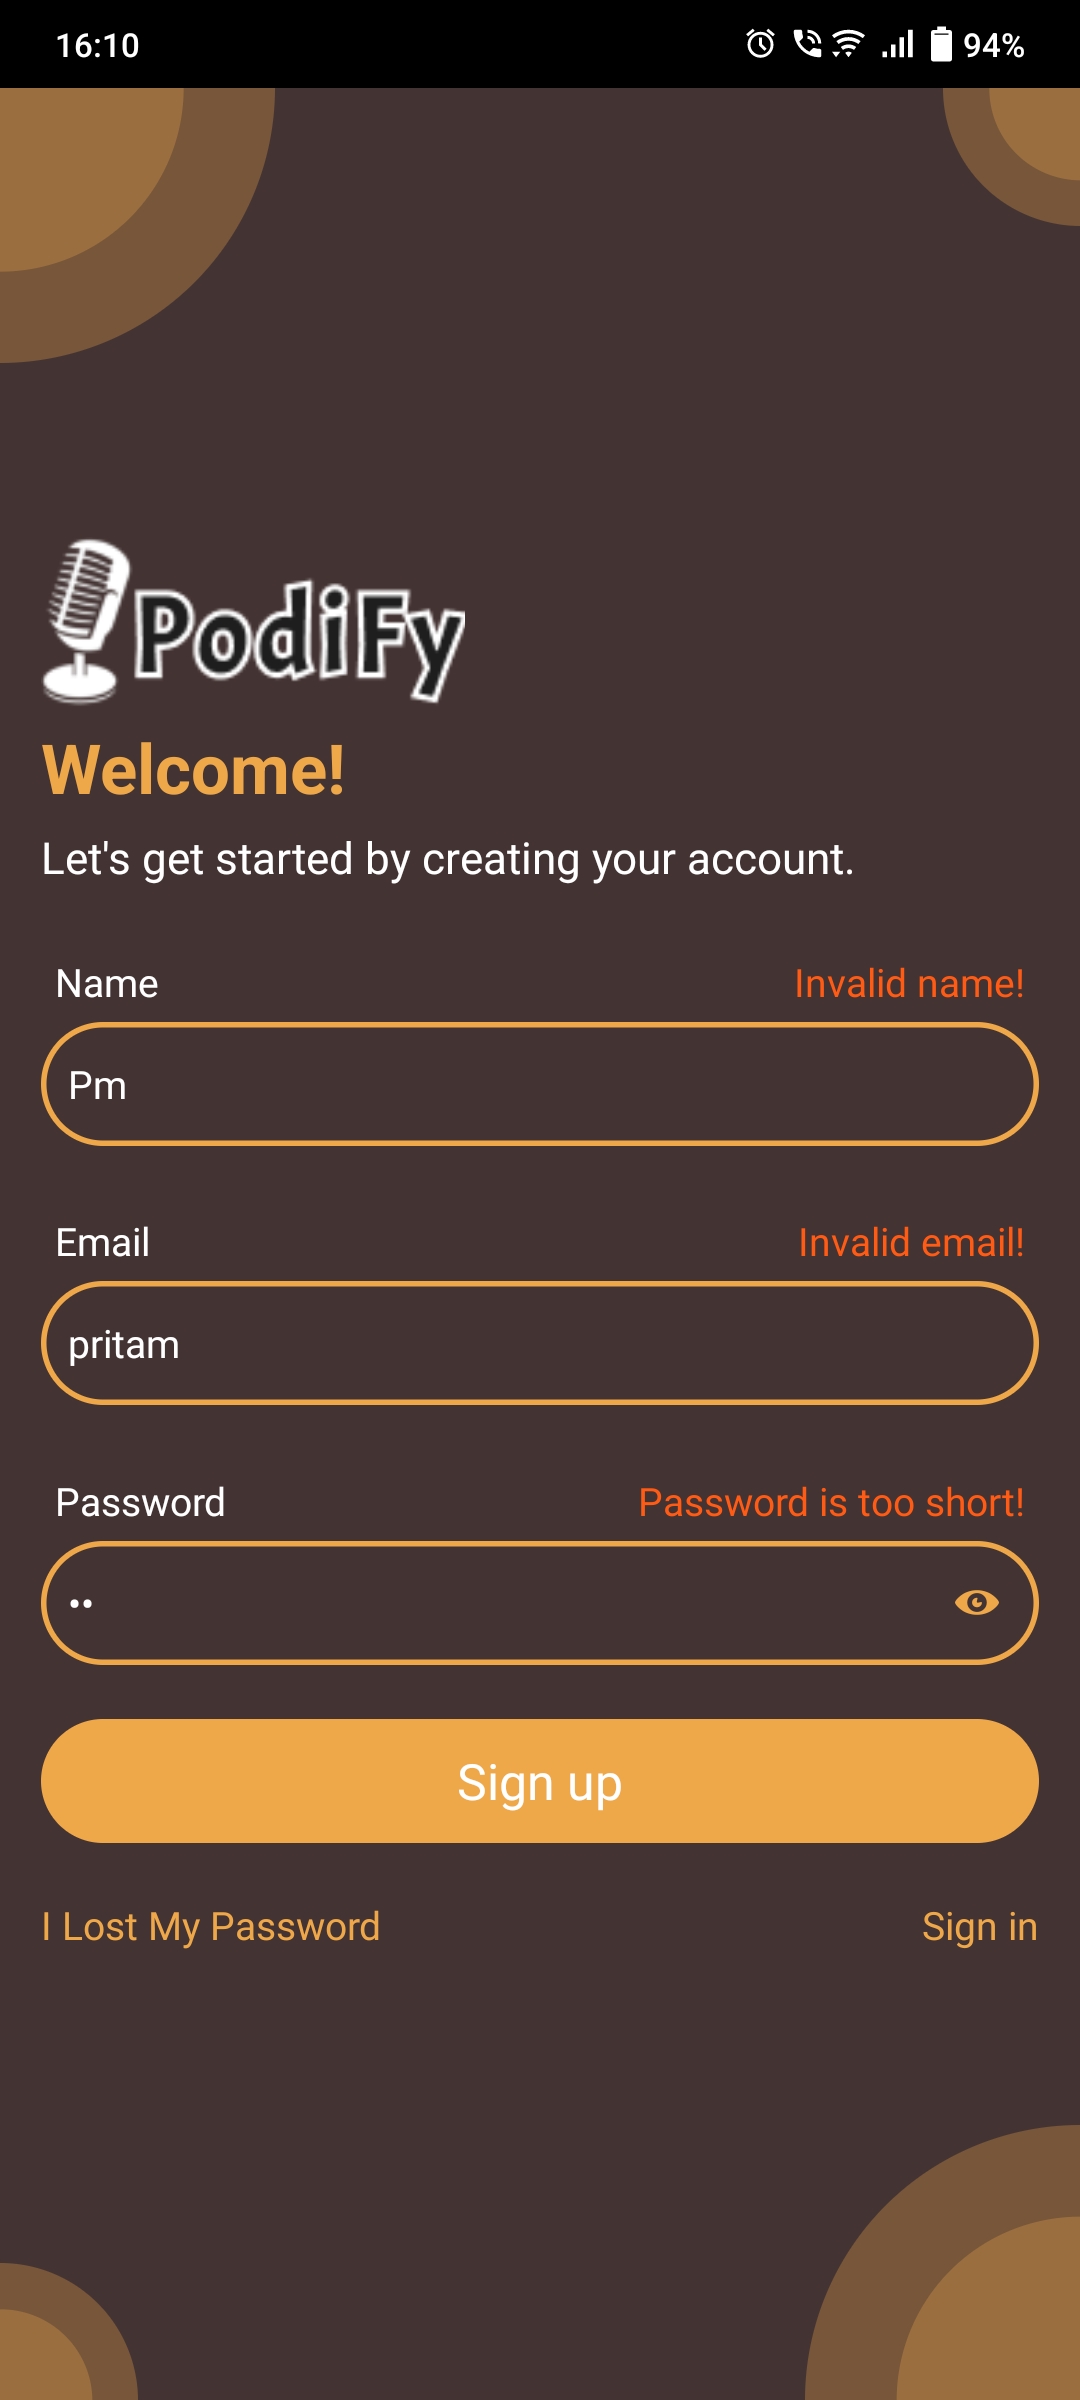 16:10 94%
PodiFy
Welcome!
Let's get started by creating your account.
Name Invalid name!
Pm
Email Invalid email!
pritam
Password Password is too short!
••
Sign up
I Lost My Password Sign in